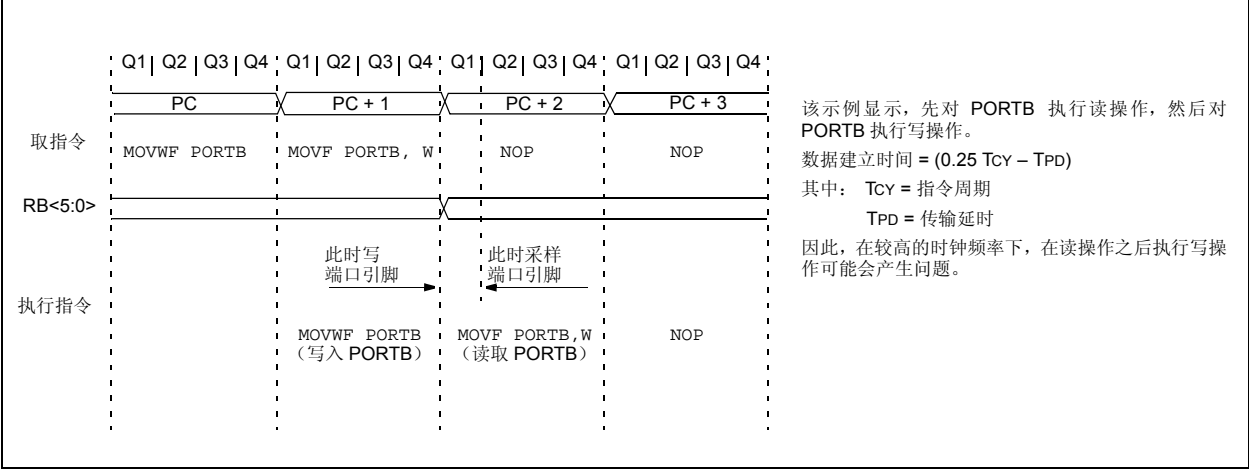 Q1 Q2 Q3 Q4 Q1 Q2 Q3 Q4 Q1 Q2 Q3 Q4 Q1 Q2 Q3 Q4
PC PC + 1 PC + 2 PC + 3
取指令
MOVWF PORTB MOVF PORTB, W NOP NOP
RB<5:0>
此时写
端口引脚
此时采样
端口引脚
执行指令
MOVWF PORTB
(写入 PORTB)
MOVF PORTB,W
(读取 PORTB)
NOP
该示例显示，先对 PORTB 执行读操作，然后对
PORTB 执行写操作。
数据建立时间 = (0.25 TCY – TPD)
其中： TCY = 指令周期
TPD = 传输延时
因此，在较高的时钟频率下，在读操作之后执行写操
作可能会产生问题。